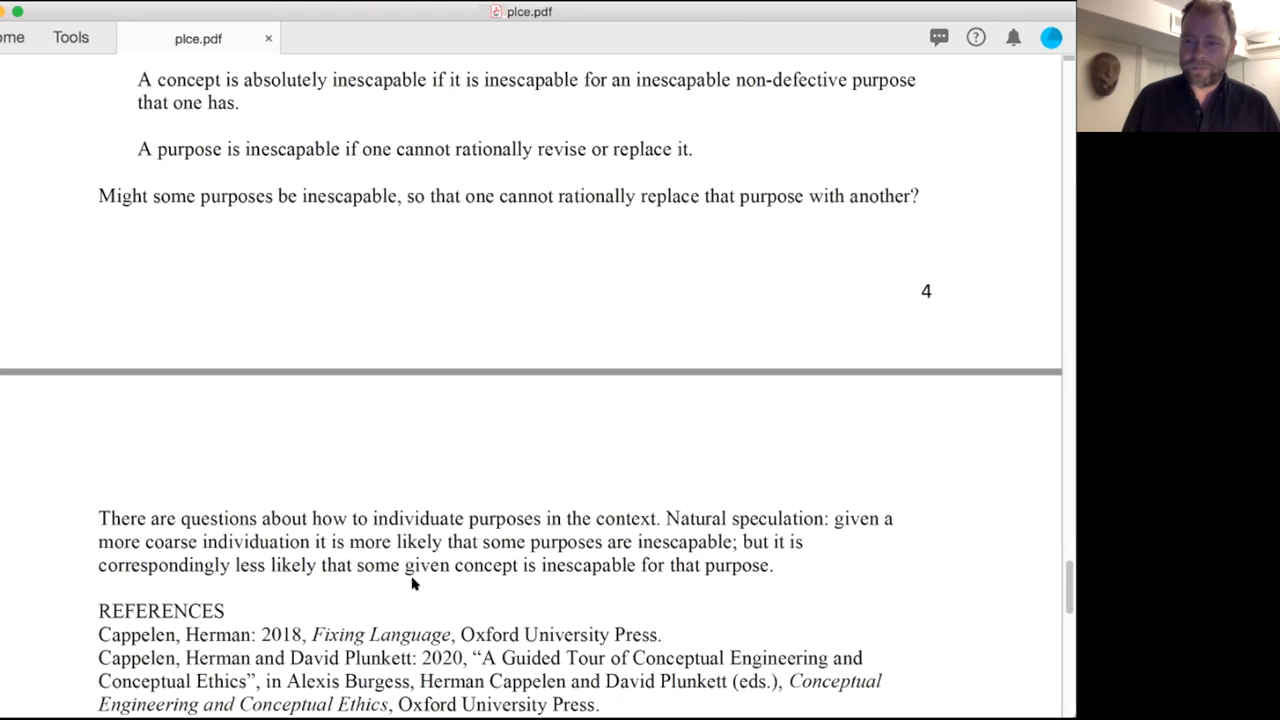 plce.pdf
ome Tools plce.pdf ×
A concept is absolutely inescapable if it is inescapable for an inescapable non-defective purpose
that one has.
A purpose is inescapable if one cannot rationally revise or replace it.
Might some purposes be inescapable, so that one cannot rationally replace that purpose with another?
4
There are questions about how to individuate purposes in the context. Natural speculation: given a
more coarse individuation it is more likely that some purposes are inescapable; but it is
correspondingly less likely that some given concept is inescapable for that purpose.
REFERENCES
Cappelen, Herman: 2018, Fixing Language, Oxford University Press.
Cappelen, Herman and David Plunkett: 2020, “A Guided Tour of Conceptual Engineering and
Conceptual Ethics”, in Alexis Burgess, Herman Cappelen and David Plunkett (eds.), Conceptual
Engineering and Conceptual Ethics, Oxford University Press.